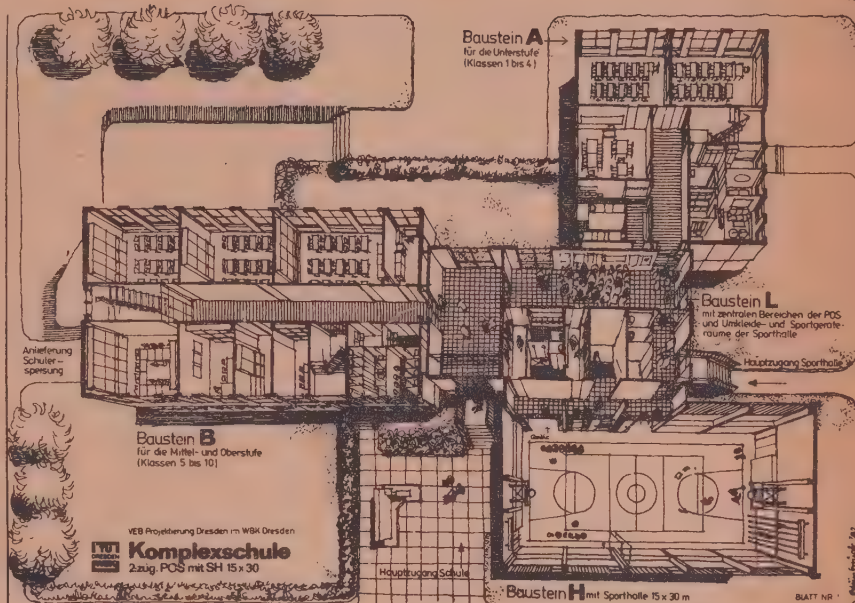 Baustein A
für die Unterstufe
(Klassen 1 bis 4)
Baustein L
mit zentralen Bereichen der POS
und Umkleide- und Sportgeräte-
räume der Sporthalle
Hauptzugang Sporthalle
Anlieferung
Schüler-
speisung
Baustein B
für die Mittel- und Oberstufe
(Klassen 5 bis 10)
VEB Projektierung Dresden im WBK Dresden
DRESDEN
Komplexschule
2-züg. POS mit SH 15 x 30
Hauptzugang Schule
Baustein H mit Sporthalle 15 x 30 m
BLATT NR